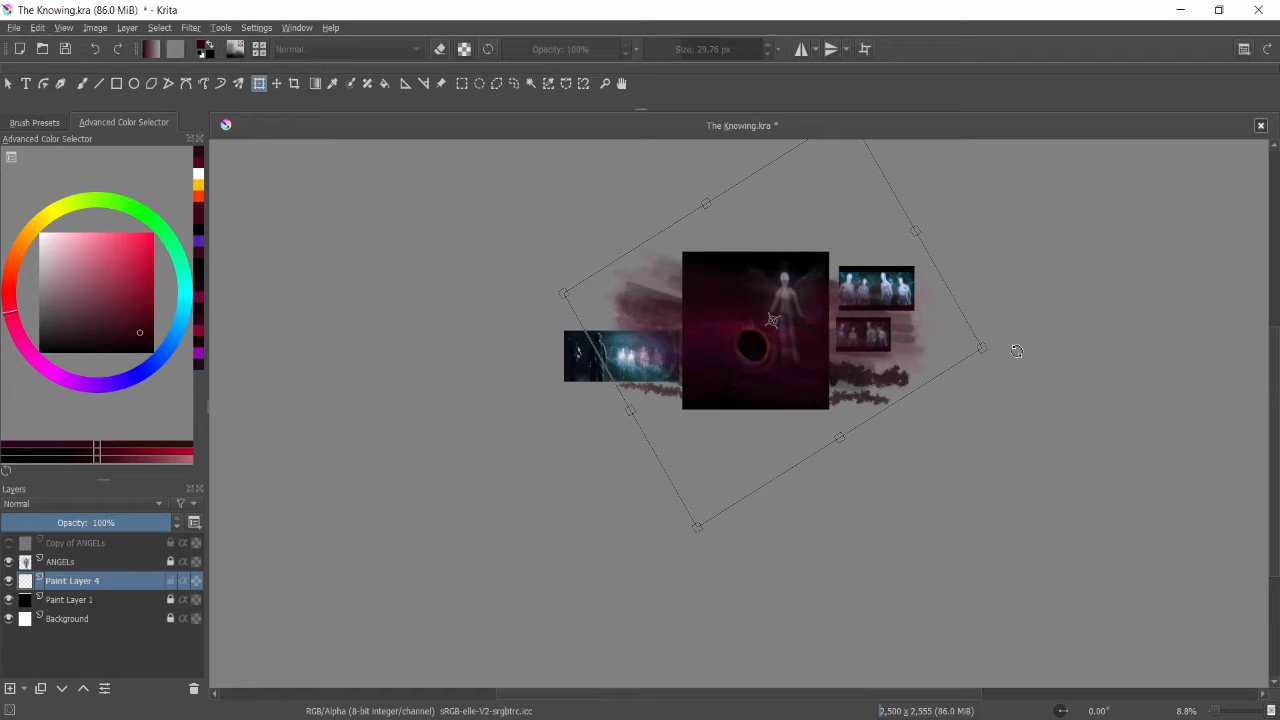 The Knowing.kra (86.0 MiB) * - Krita
File Edit View Image Layer Select Filter Tools Settings Window Help
Normal Opacity: 100% Size: 29.76 px
Brush Presets Advanced Color Selector
The Knowing.kra *
Advanced Color Selector
Layers
Normal
Opacity: 100%
Copy of ANGELs
ANGELs
Paint Layer 4
Paint Layer 1
Background
RGB/Alpha (8-bit integer/channel) sRGB-elle-V2-srgbtrc.icc 2,500 x 2,555 (86.0 MiB) 0.00° 8.8%